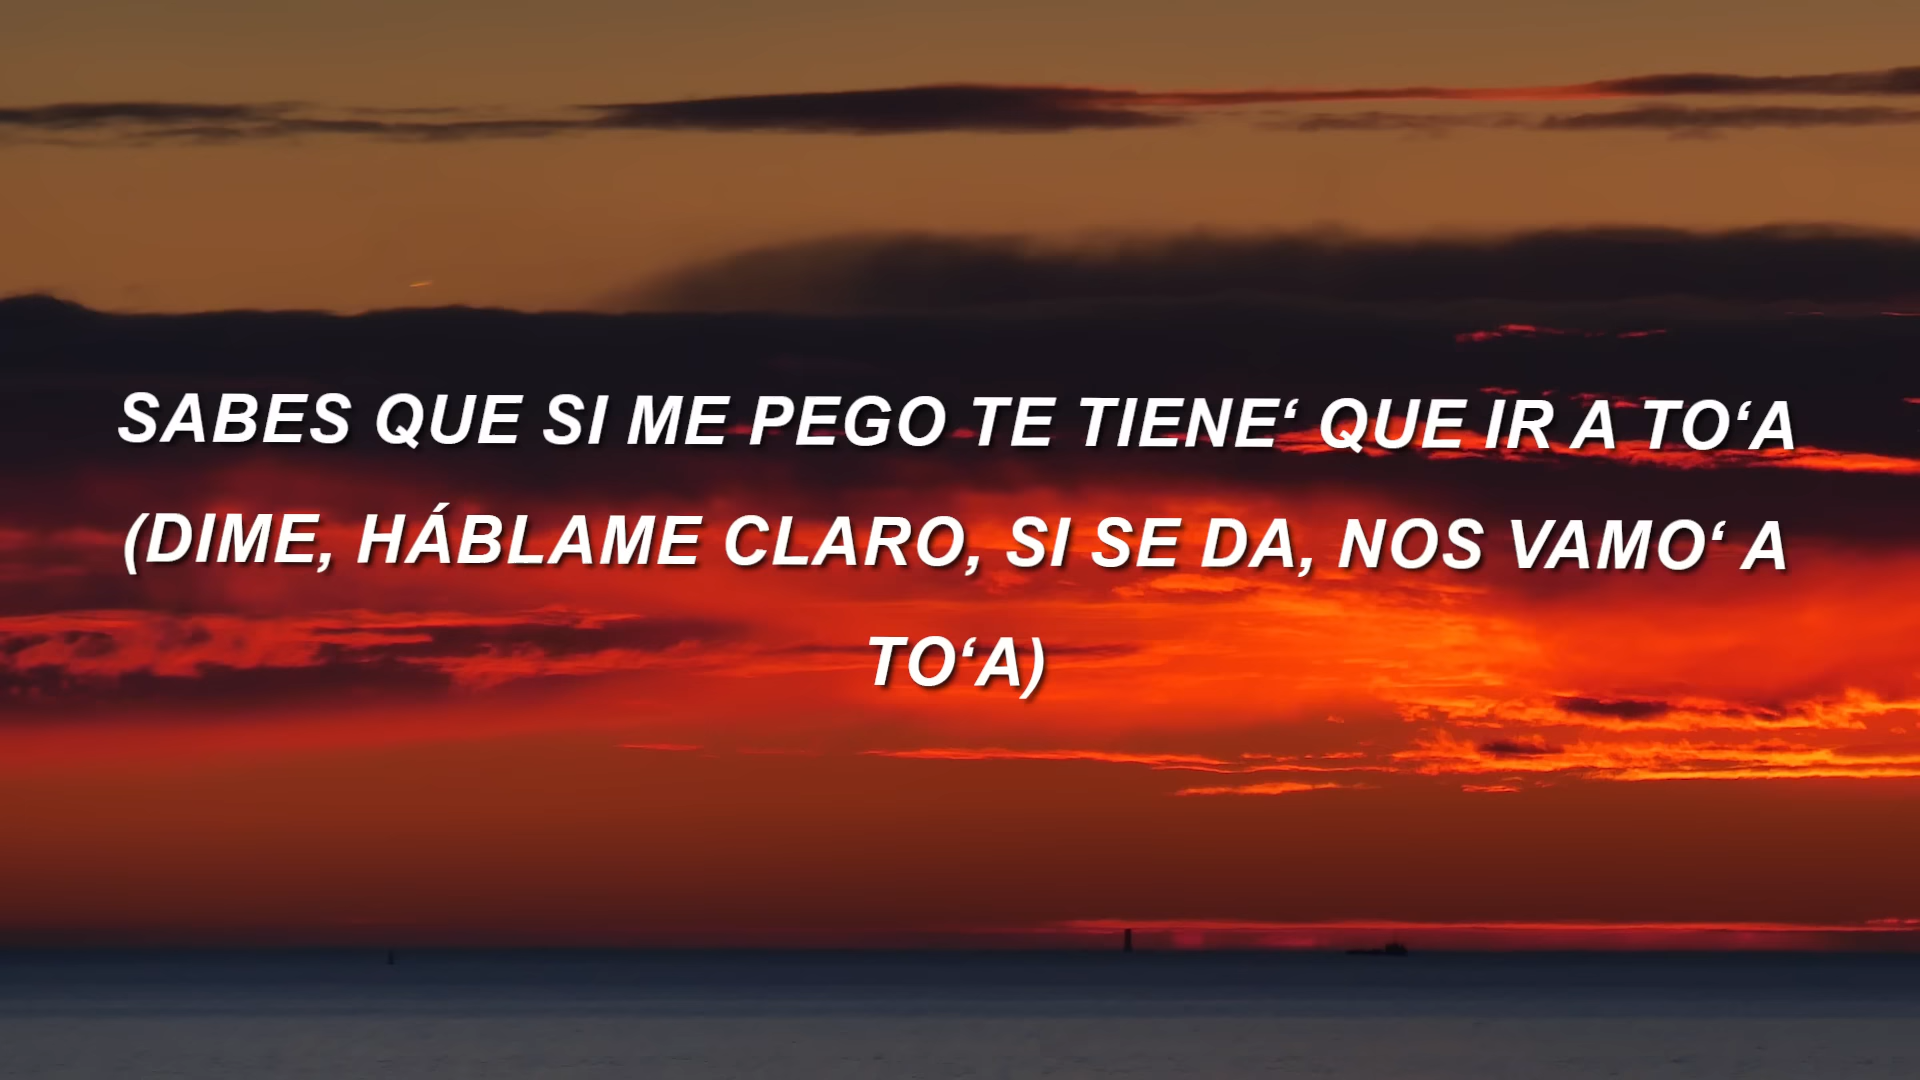 SABES QUE SI ME PEGO TE TIENE‘ QUE IR A TO‘A
(DIME, HÁBLAME CLARO, SI SE DA, NOS VAMO‘ A
TO‘A)